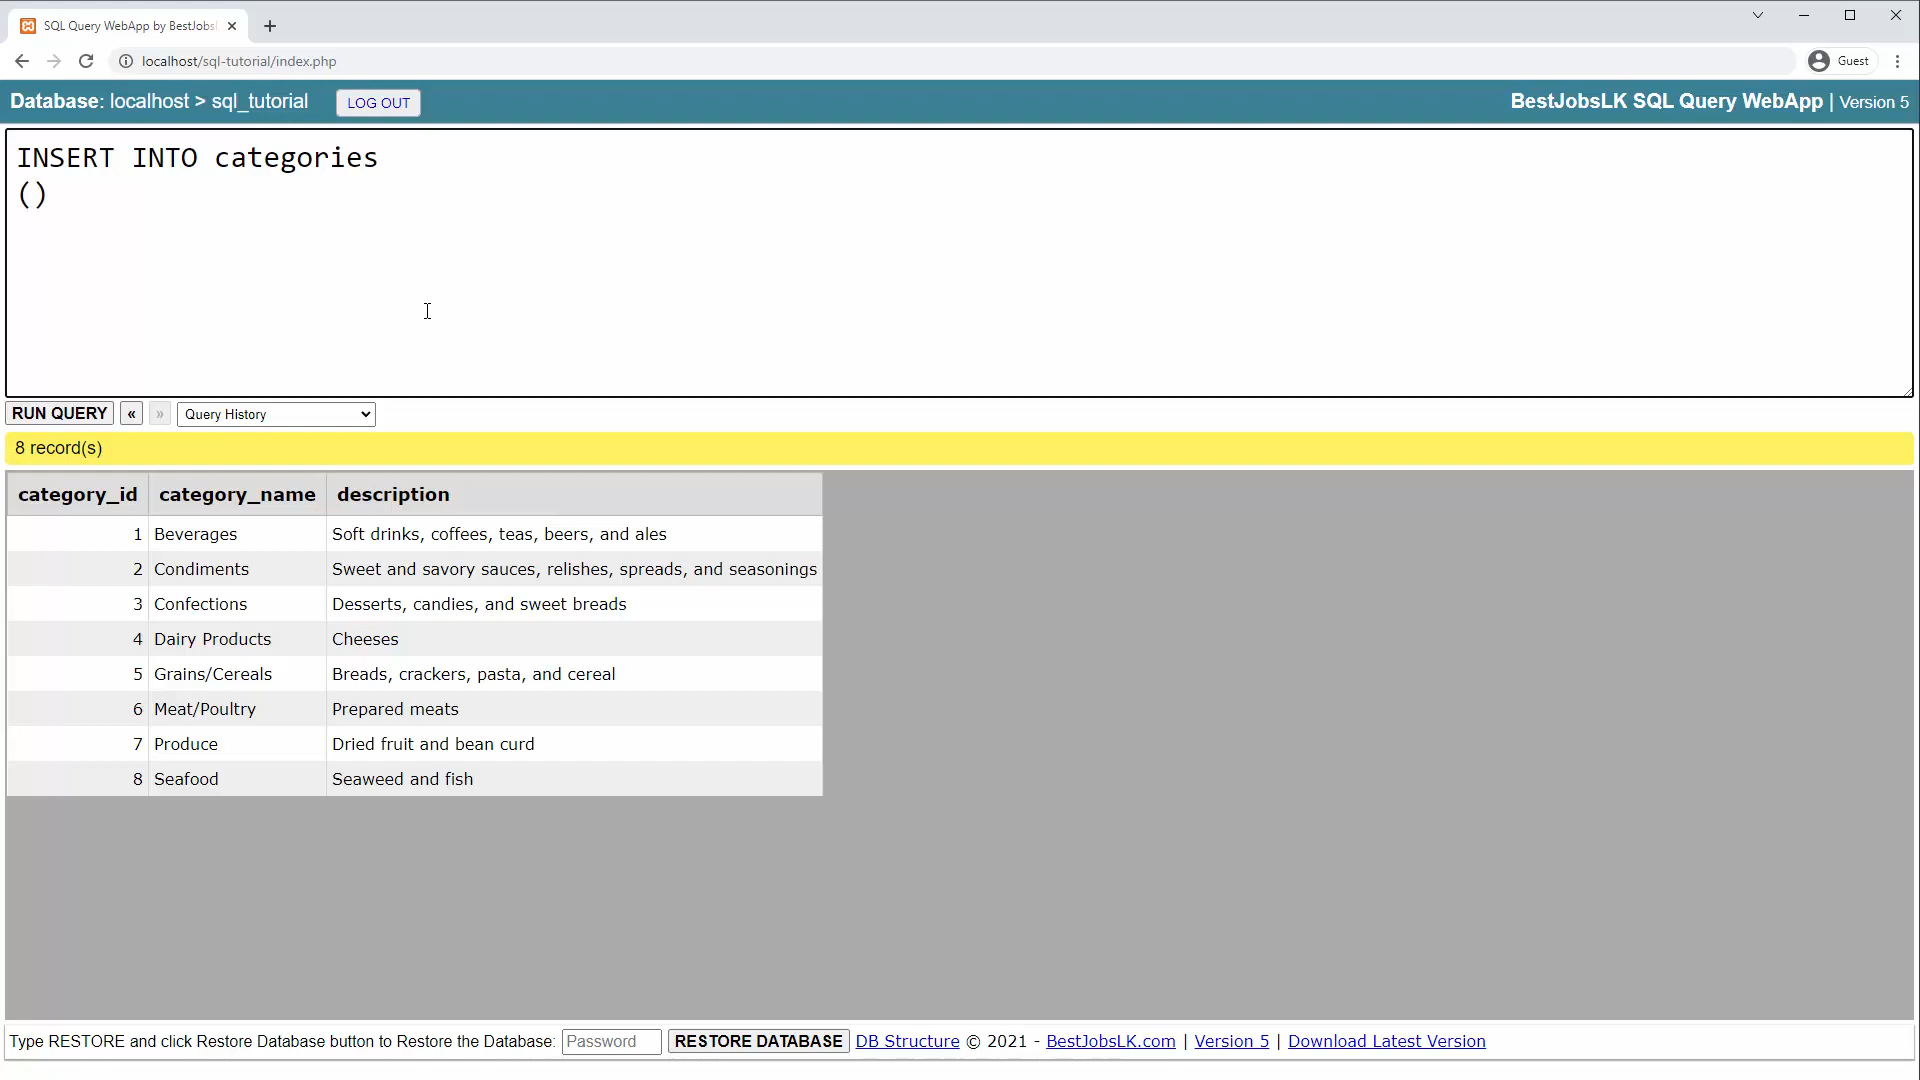 SQL Query WebApp by BestJobs
localhost/sql-tutorial/index.php
Guest
Database: localhost > sql_tutorial
LOG OUT
BestJobsLK SQL Query WebApp | Version 5
INSERT INTO categories
()
RUN QUERY « » Query History
8 record(s)
category_id category_name description
1 Beverages Soft drinks, coffees, teas, beers, and ales
2 Condiments Sweet and savory sauces, relishes, spreads, and seasonings
3 Confections Desserts, candies, and sweet breads
4 Dairy Products Cheeses
5 Grains/Cereals Breads, crackers, pasta, and cereal
6 Meat/Poultry Prepared meats
7 Produce Dried fruit and bean curd
8 Seafood Seaweed and fish
Type RESTORE and click Restore Database button to Restore the Database: Password RESTORE DATABASE DB Structure © 2021 - BestJobsLK.com | Version 5 | Download Latest Version